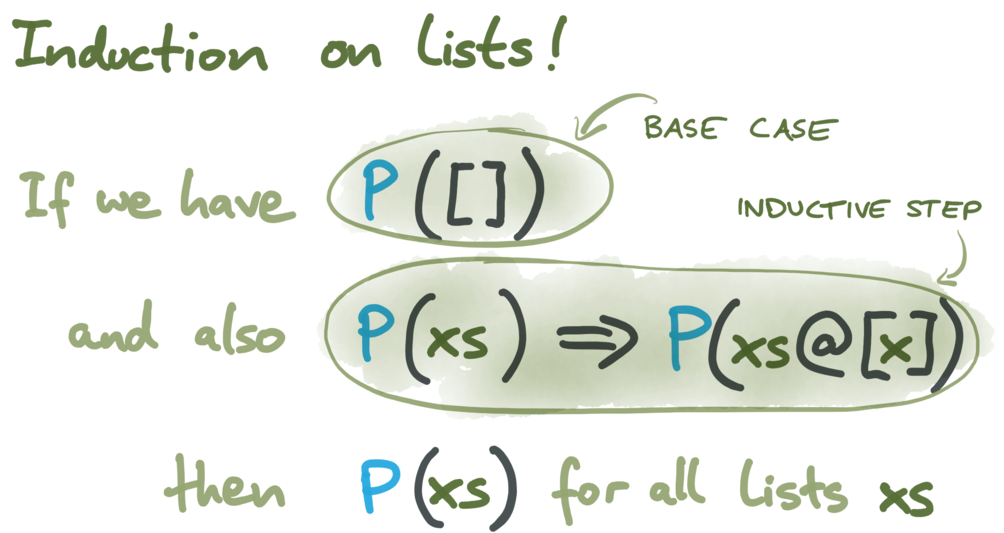 Induction on lists!
BASE CASE
If we have P([])
INDUCTIVE STEP
and also P(xs) ⟹ P(xs@[x])
then P(xs) for all lists xs